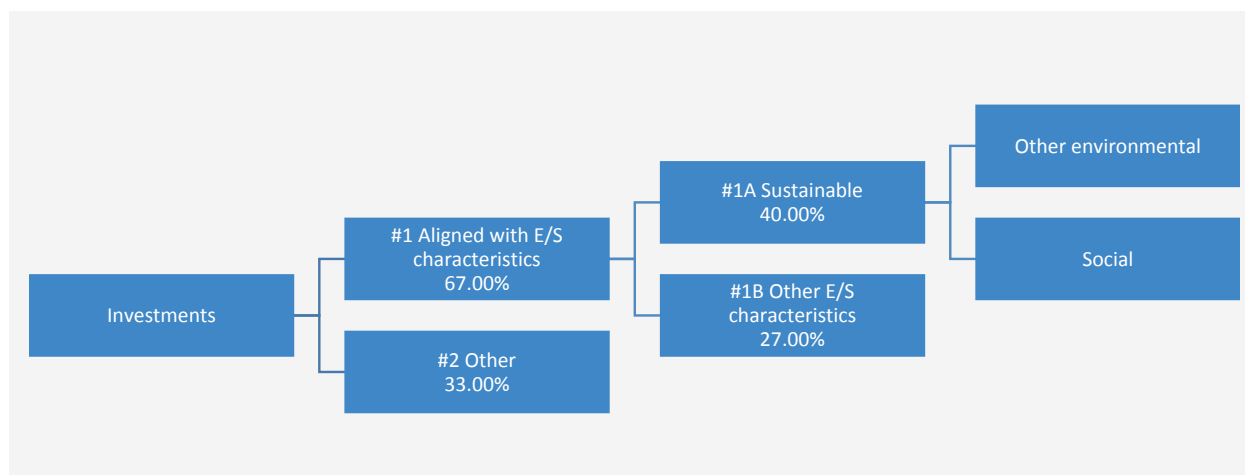 Investments
#1 Aligned with E/S
characteristics
67.00%
#2 Other
33.00%
#1A Sustainable
40.00%
#1B Other E/S
characteristics
27.00%
Other environmental
Social